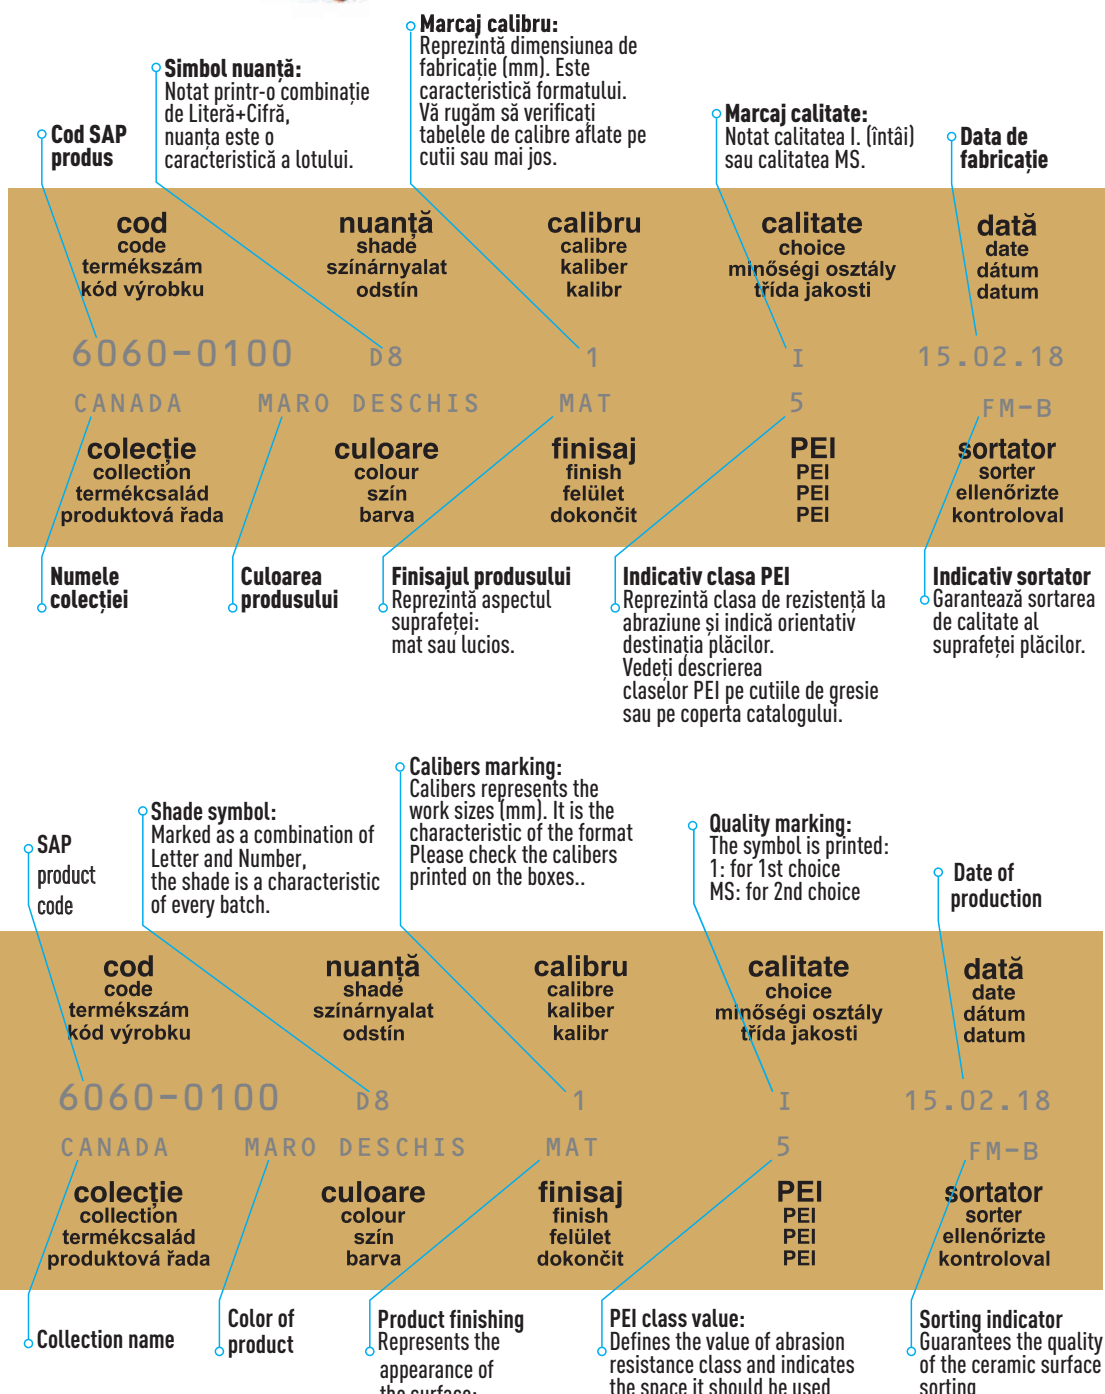 Marcaj calibru:
Reprezintă dimensiunea de
fabricație (mm). Este
caracteristică formatului.
Vă rugăm să verificați
tabelele de calibre aflate pe
cutii sau mai jos.
Simbol nuanță:
Notat printr-o combinație
de Literă+Cifră,
nuanța este o
caracteristică a lotului.
Marcaj calitate:
Notat calitatea I. (întâi)
sau calitatea MS.
Cod SAP
produs
Data de
fabricație
cod nuanță calibru calitate dată
code shade calibre choice date
termékszám színárnyalat kaliber minőségi osztály dátum
kód výrobku odstín kalibr třída jakosti datum
6060-0100 D8 1 I 15.02.18
CANADA MARO DESCHIS MAT 5 FM-B
colecție culoare finisaj PEI sortator
collection colour finish PEI sorter
termékcsalád szín felület PEI ellenőrizte
produktová řada barva dokončit PEI kontroloval
Numele
colecției
Culoarea
produsului
Finisajul produsului
Reprezintă aspectul
suprafeței:
mat sau lucios.
Indicativ clasa PEI
Reprezintă clasa de rezistență la
abraziune și indică orientativ
destinația plăcilor.
Vedeți descrierea
claselor PEI pe cutiile de gresie
sau pe coperta catalogului.
Indicativ sortator
Garantează sortarea
de calitate al
suprafeței plăcilor.
Calibers marking:
Calibers represents the
work sizes (mm). It is the
characteristic of the format
Please check the calibers
printed on the boxes..
Shade symbol:
Marked as a combination of
Letter and Number,
the shade is a characteristic
of every batch.
Quality marking:
The symbol is printed:
1: for 1st choice
MS: for 2nd choice
SAP
product
code
Date of
production
cod nuanță calibru calitate dată
code shade calibre choice date
termékszám színárnyalat kaliber minőségi osztály dátum
kód výrobku odstín kalibr třída jakosti datum
6060-0100 D8 1 I 15.02.18
CANADA MARO DESCHIS MAT 5 FM-B
colecție culoare finisaj PEI sortator
collection colour finish PEI sorter
termékcsalád szín felület PEI ellenőrizte
produktová řada barva dokončit PEI kontroloval
Collection name
Color of
product
Product finishing
Represents the
appearance of
the surface:
PEI class value:
Defines the value of abrasion
resistance class and indicates
the space it should be used
Sorting indicator
Guarantees the quality
of the ceramic surface
sorting